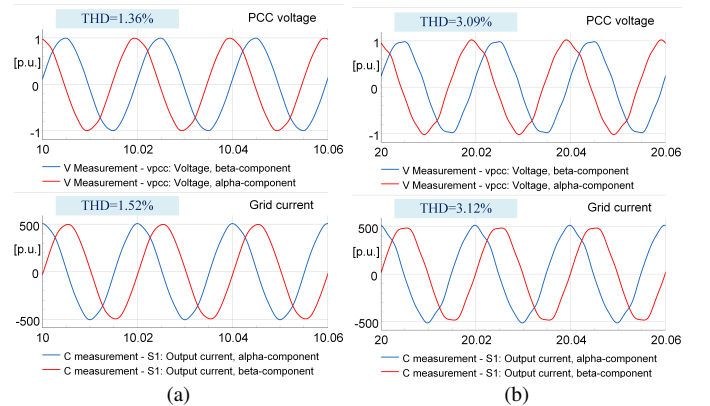 THD=1.36%
PCC voltage
1
[p.u.]
0
-1
10
10.02
10.04
10.06
V Measurement - vpcc: Voltage, beta-component
V Measurement - vpcc: Voltage, alpha-component
THD=1.52%
Grid current
500
[p.u.]
0
-500
10
10.02
10.04
10.06
C measurement - S1: Output current, alpha-component
C measurement - S1: Output current, beta-component
(a)
THD=3.09%
PCC voltage
1
[p.u.]
0
-1
20
20.02
20.04
20.06
V Measurement - vpcc: Voltage, beta-component
V Measurement - vpcc: Voltage, alpha-component
THD=3.12%
Grid current
500
[p.u.]
0
-500
20
20.02
20.04
20.06
C measurement - S1: Output current, alpha-component
C measurement - S1: Output current, beta-component
(b)